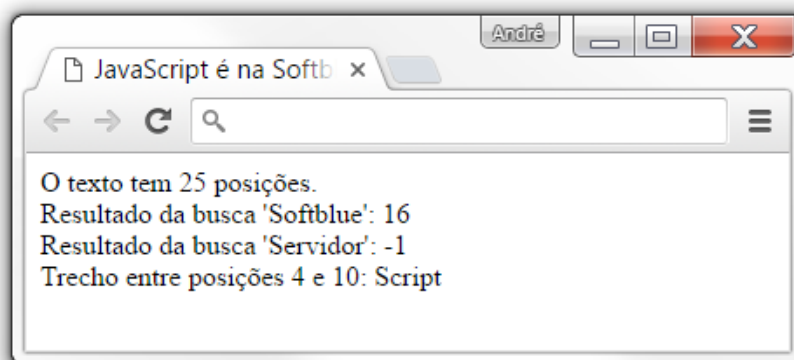 André
JavaScript é na Softb
O texto tem 25 posições.
Resultado da busca 'Softblue': 16
Resultado da busca 'Servidor': -1
Trecho entre posições 4 e 10: Script